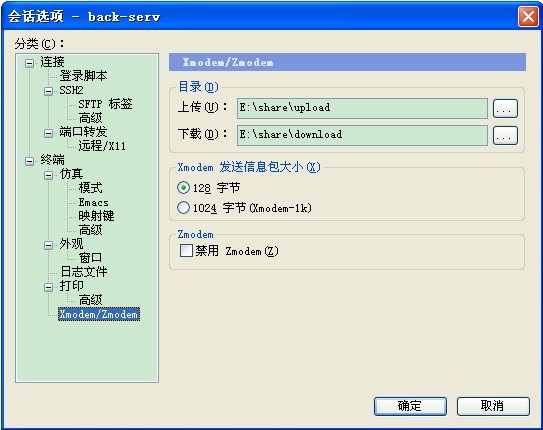 会话选项 - back-serv
分类(C)：
连接
登录脚本
SSH2
SFTP 标签
高级
端口转发
远程/X11
终端
仿真
模式
Emacs
映射键
高级
外观
窗口
日志文件
打印
高级
Xmodem/Zmodem
Xmodem/Zmodem
目录(D)
上传(U)： E:\share\upload ...
下载(D)： E:\share\download ...
Xmodem 发送信息包大小(X)
128 字节
1024 字节(Xmodem-1k)
Zmodem
禁用 Zmodem(Z)
确定 取消